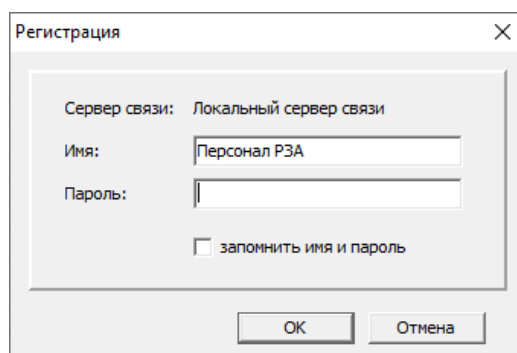 Регистрация
Сервер связи: Локальный сервер связи
Имя: Персонал РЗА
Пароль:
запомнить имя и пароль
OK Отмена